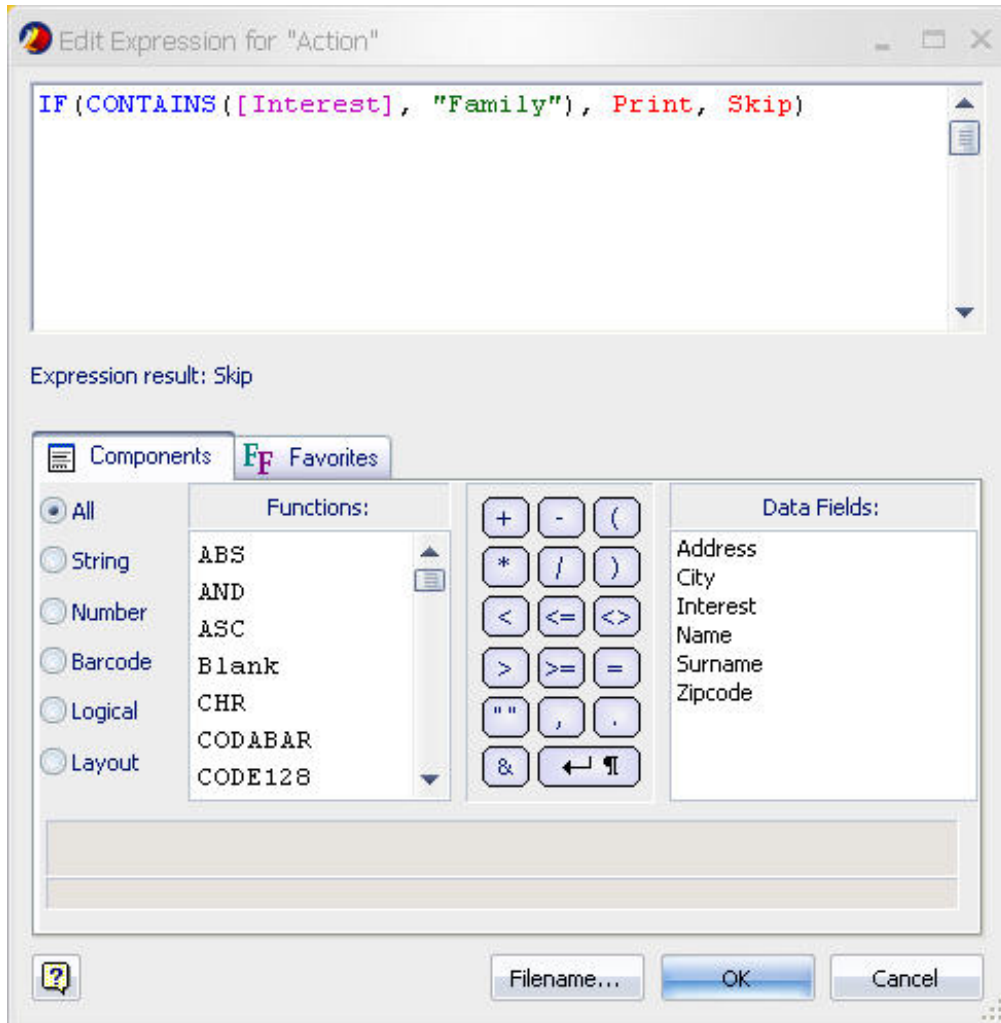 Edit Expression for "Action"
IF(CONTAINS([Interest], "Family"), Print, Skip)
Expression result: Skip
Components
FF Favorites
All
String
Number
Barcode
Logical
Layout
Functions:
ABS
AND
ASC
Blank
CHR
CODABAR
CODE128
+ - (
* / )
< <= <>
> >= =
" " , .
& ↵ ¶
Data Fields:
Address
City
Interest
Name
Surname
Zipcode
?
Filename...
OK
Cancel